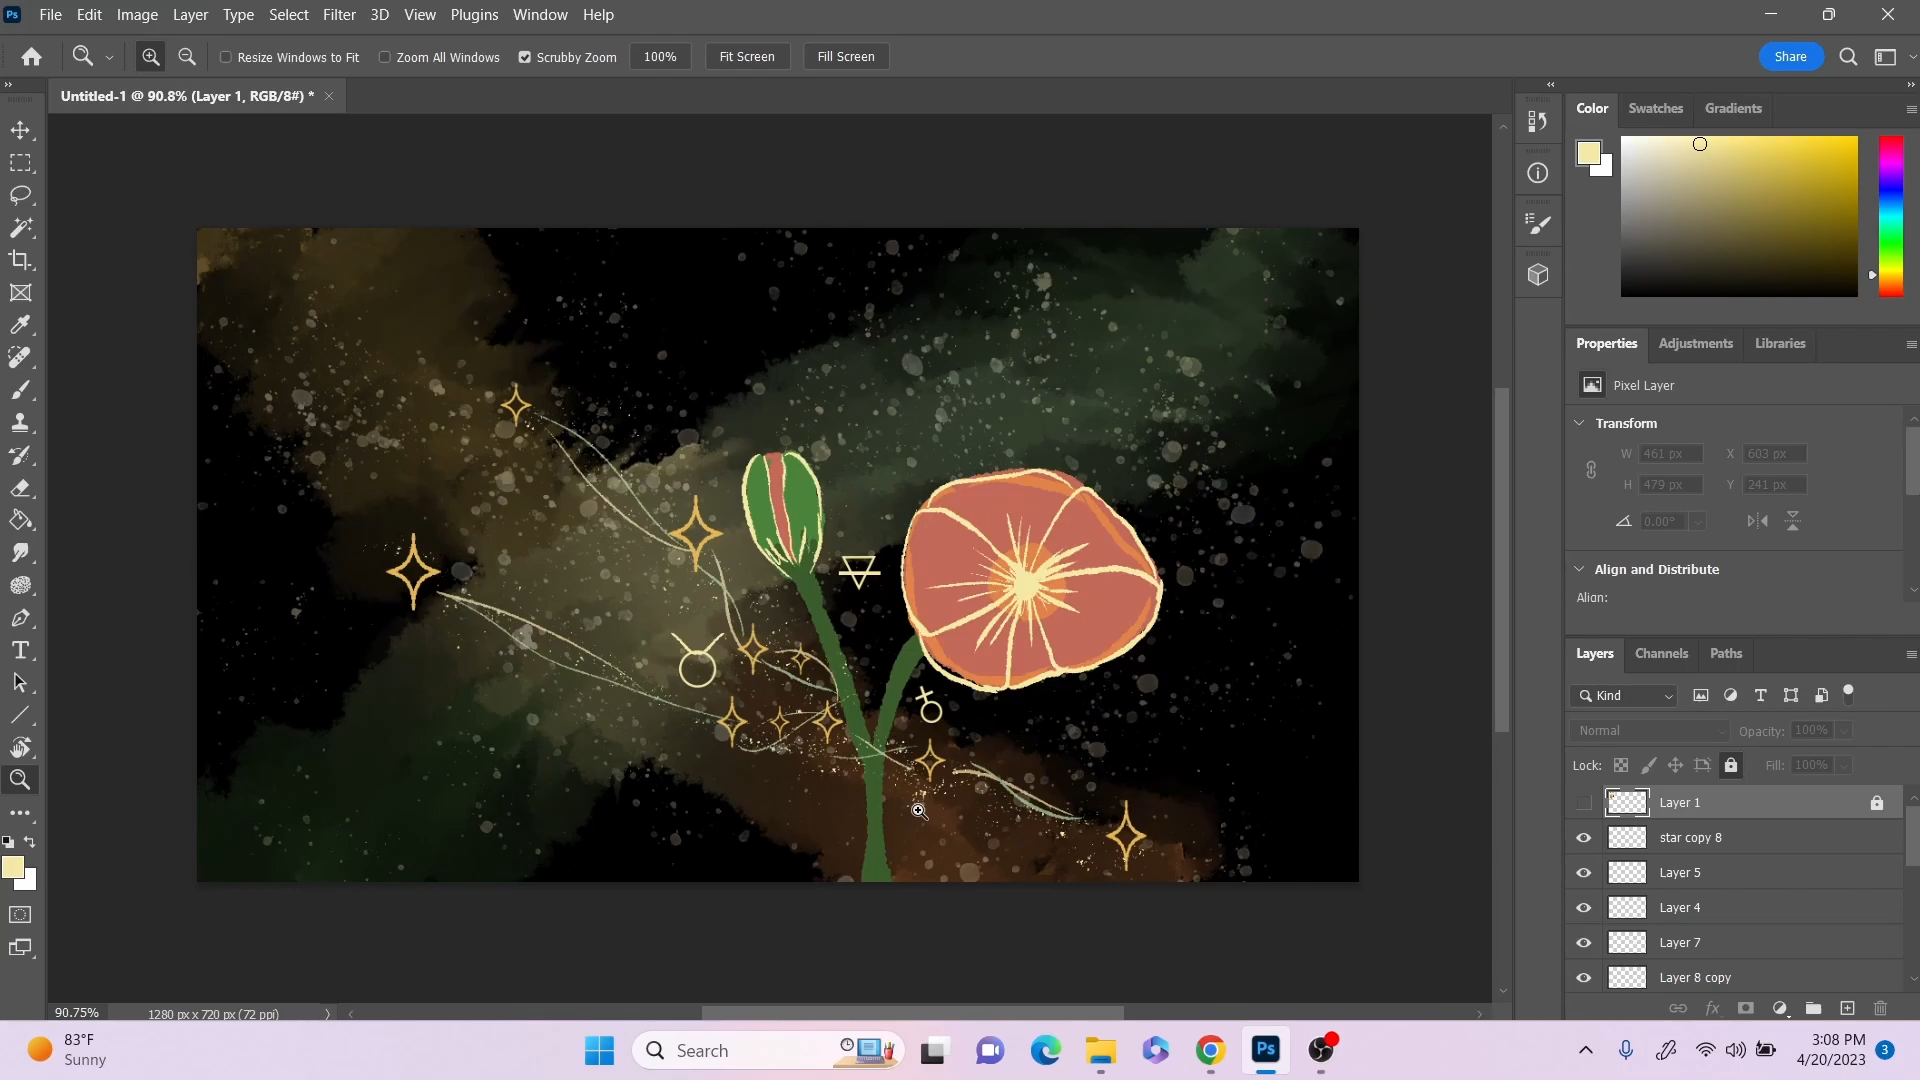 Ps File Edit Image Layer Type Select Filter 3D View Plugins Window Help
Resize Windows to Fit Zoom All Windows Scrubby Zoom 100% Fit Screen Fill Screen Share
Untitled-1 @ 90.8% (Layer 1, RGB/8#) *
Color Swatches Gradients
Properties Adjustments Libraries
Pixel Layer
Transform
W 461 px X 603 px
H 479 px Y 241 px
0.00°
Align and Distribute
Align:
Layers Channels Paths
Kind
Normal Opacity: 100%
Lock: Fill: 100%
Layer 1
star copy 8
Layer 5
Layer 4
Layer 7
Layer 8 copy
fx
90.75% 1280 px x 720 px (72 ppi)
83°F
Sunny
Search
Ps
3:08 PM
4/20/2023
3